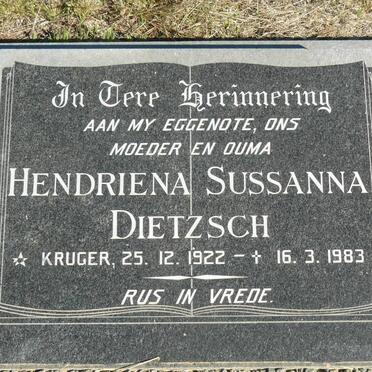 In Tere Herinnering
AAN MY EGGENOTE, ONS
MOEDER EN OUMA
HENDRIENA SUSSANNA
DIETZSCH
☆ KRUGER, 25. 12. 1922 – ✝ 16. 3. 1983
RUS IN VREDE.